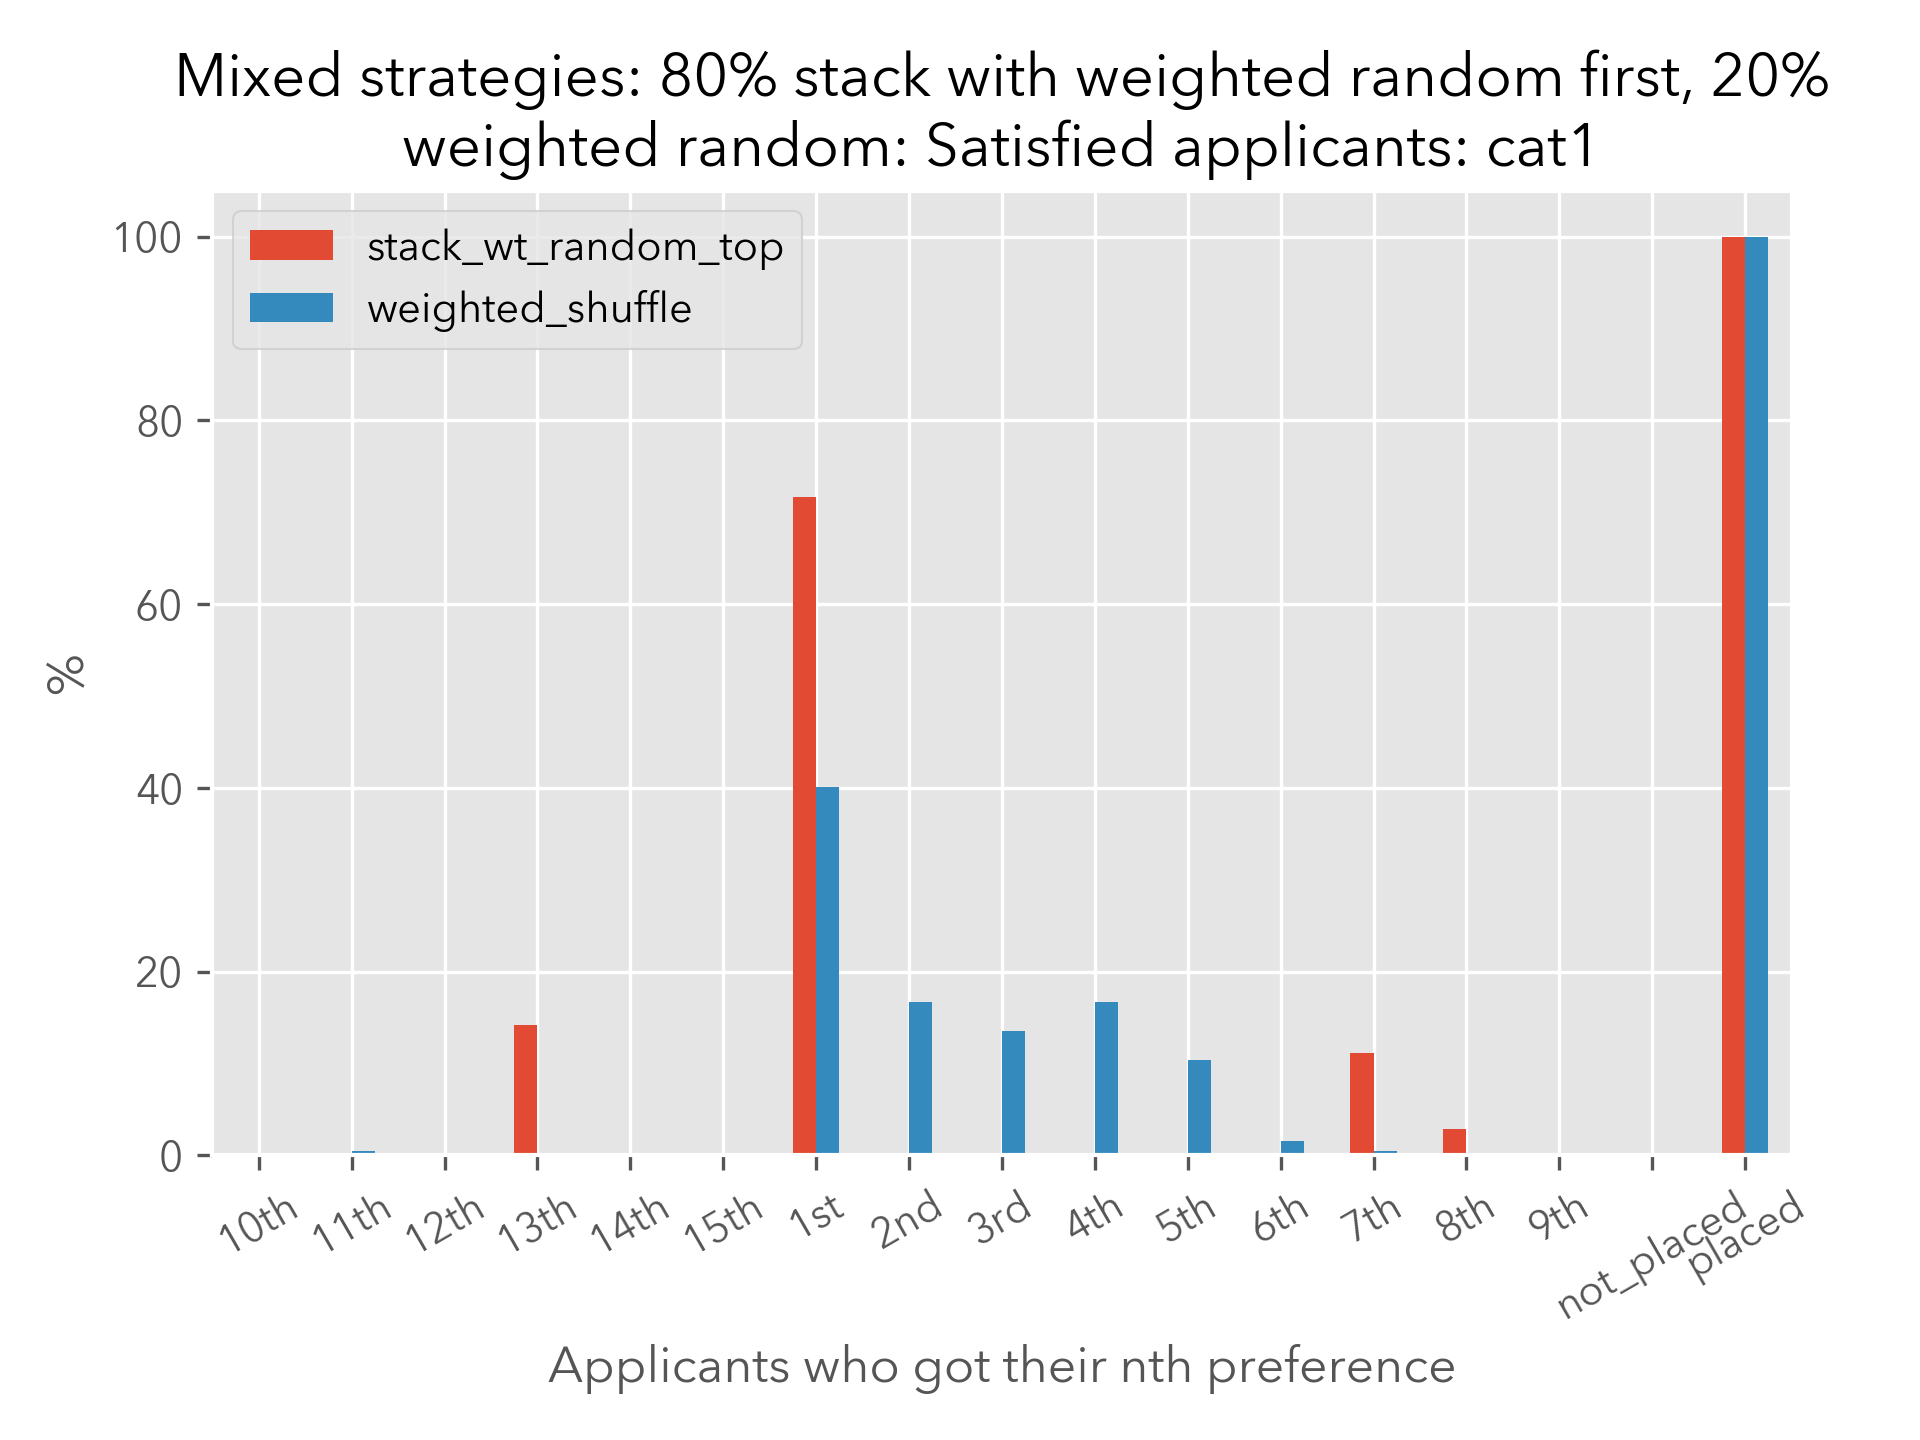 Mixed strategies: 80% stack with weighted random first, 20%
weighted random: Satisfied applicants: cat1
stack_wt_random_top
weighted_shuffle
100
80
60
40
20
0
%
10th
11th
12th
13th
14th
15th
1st
2nd
3rd
4th
5th
6th
7th
8th
9th
not_placed
placed
Applicants who got their nth preference